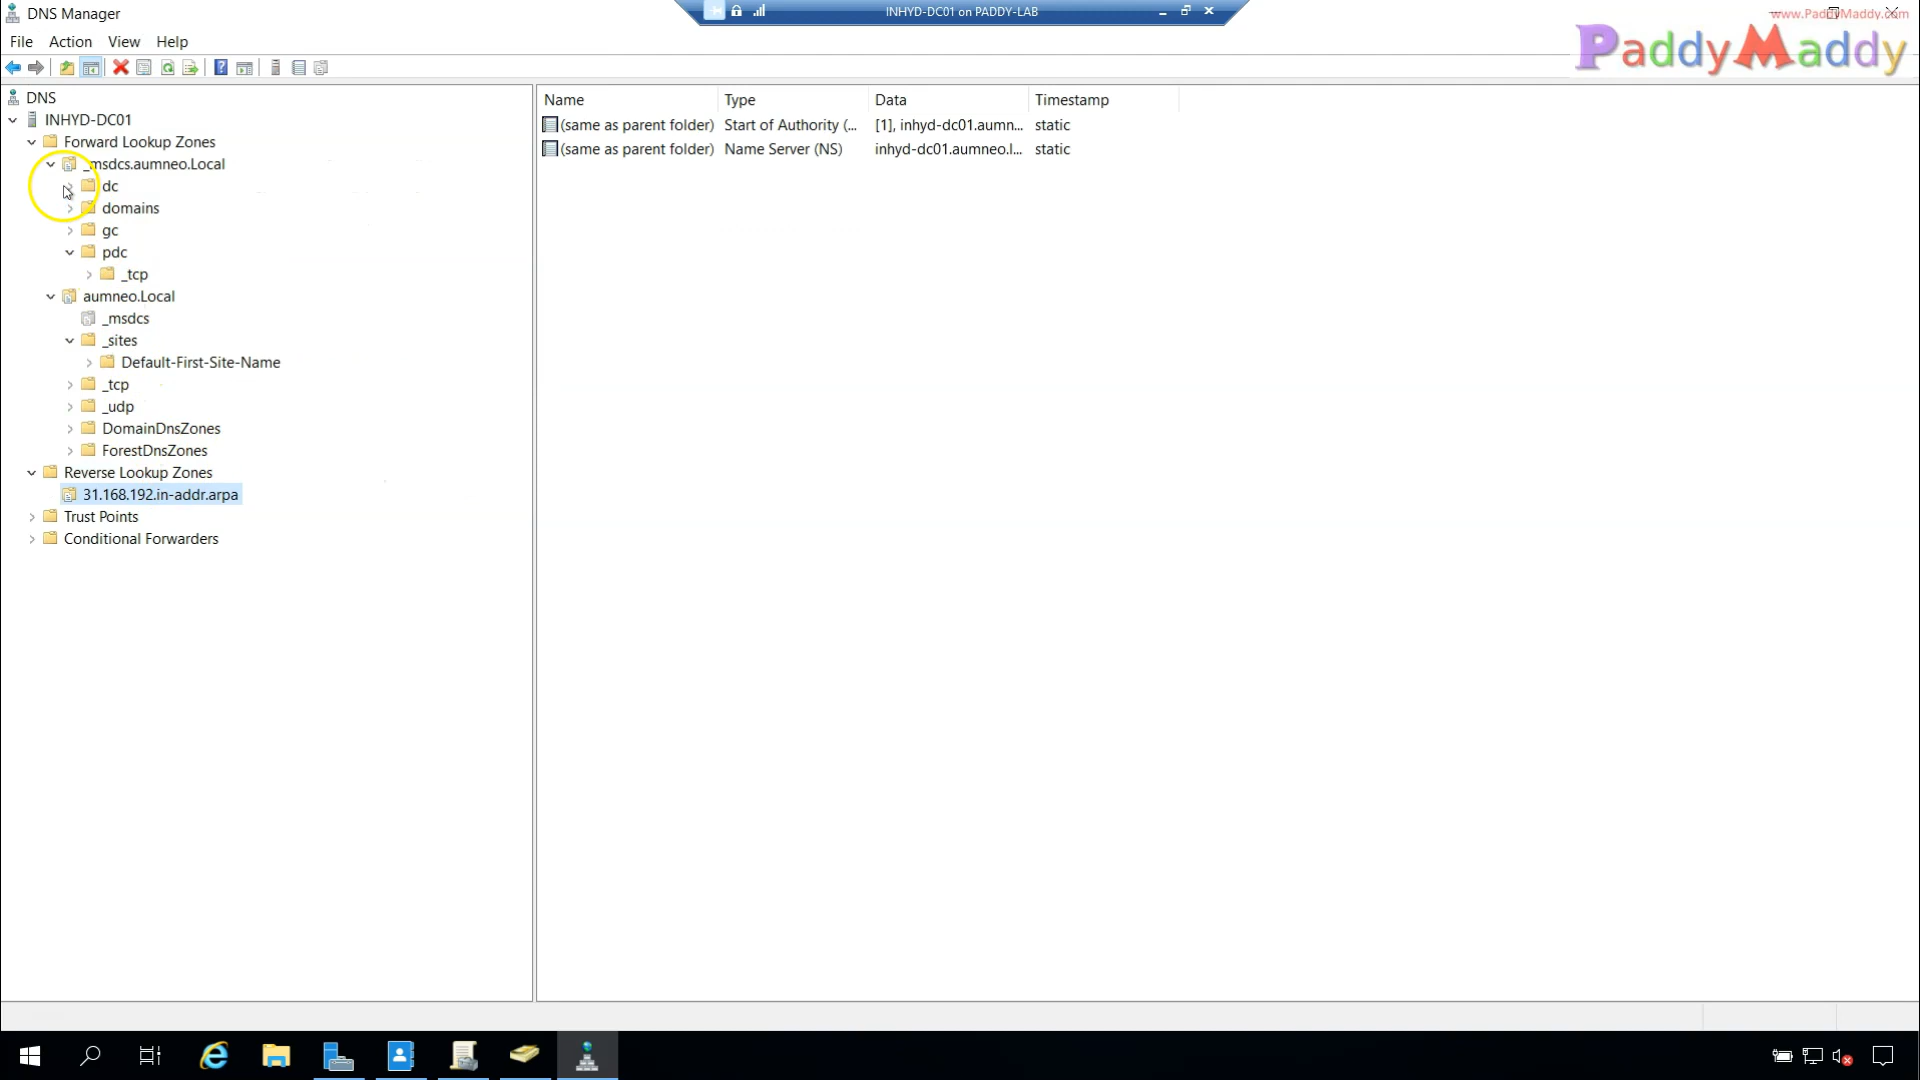 DNS Manager
INHYD-DC01 on PADDY-LAB
www.PaddyMaddy.com
PaddyMaddy
File Action View Help
DNS
INHYD-DC01
Forward Lookup Zones
_msdcs.aumneo.Local
dc
domains
gc
pdc
_tcp
aumneo.Local
_msdcs
_sites
Default-First-Site-Name
_tcp
_udp
DomainDnsZones
ForestDnsZones
Reverse Lookup Zones
31.168.192.in-addr.arpa
Trust Points
Conditional Forwarders
Name Type Data Timestamp
(same as parent folder) Start of Authority (... [1], inhyd-dc01.aumn... static
(same as parent folder) Name Server (NS) inhyd-dc01.aumneo.l... static